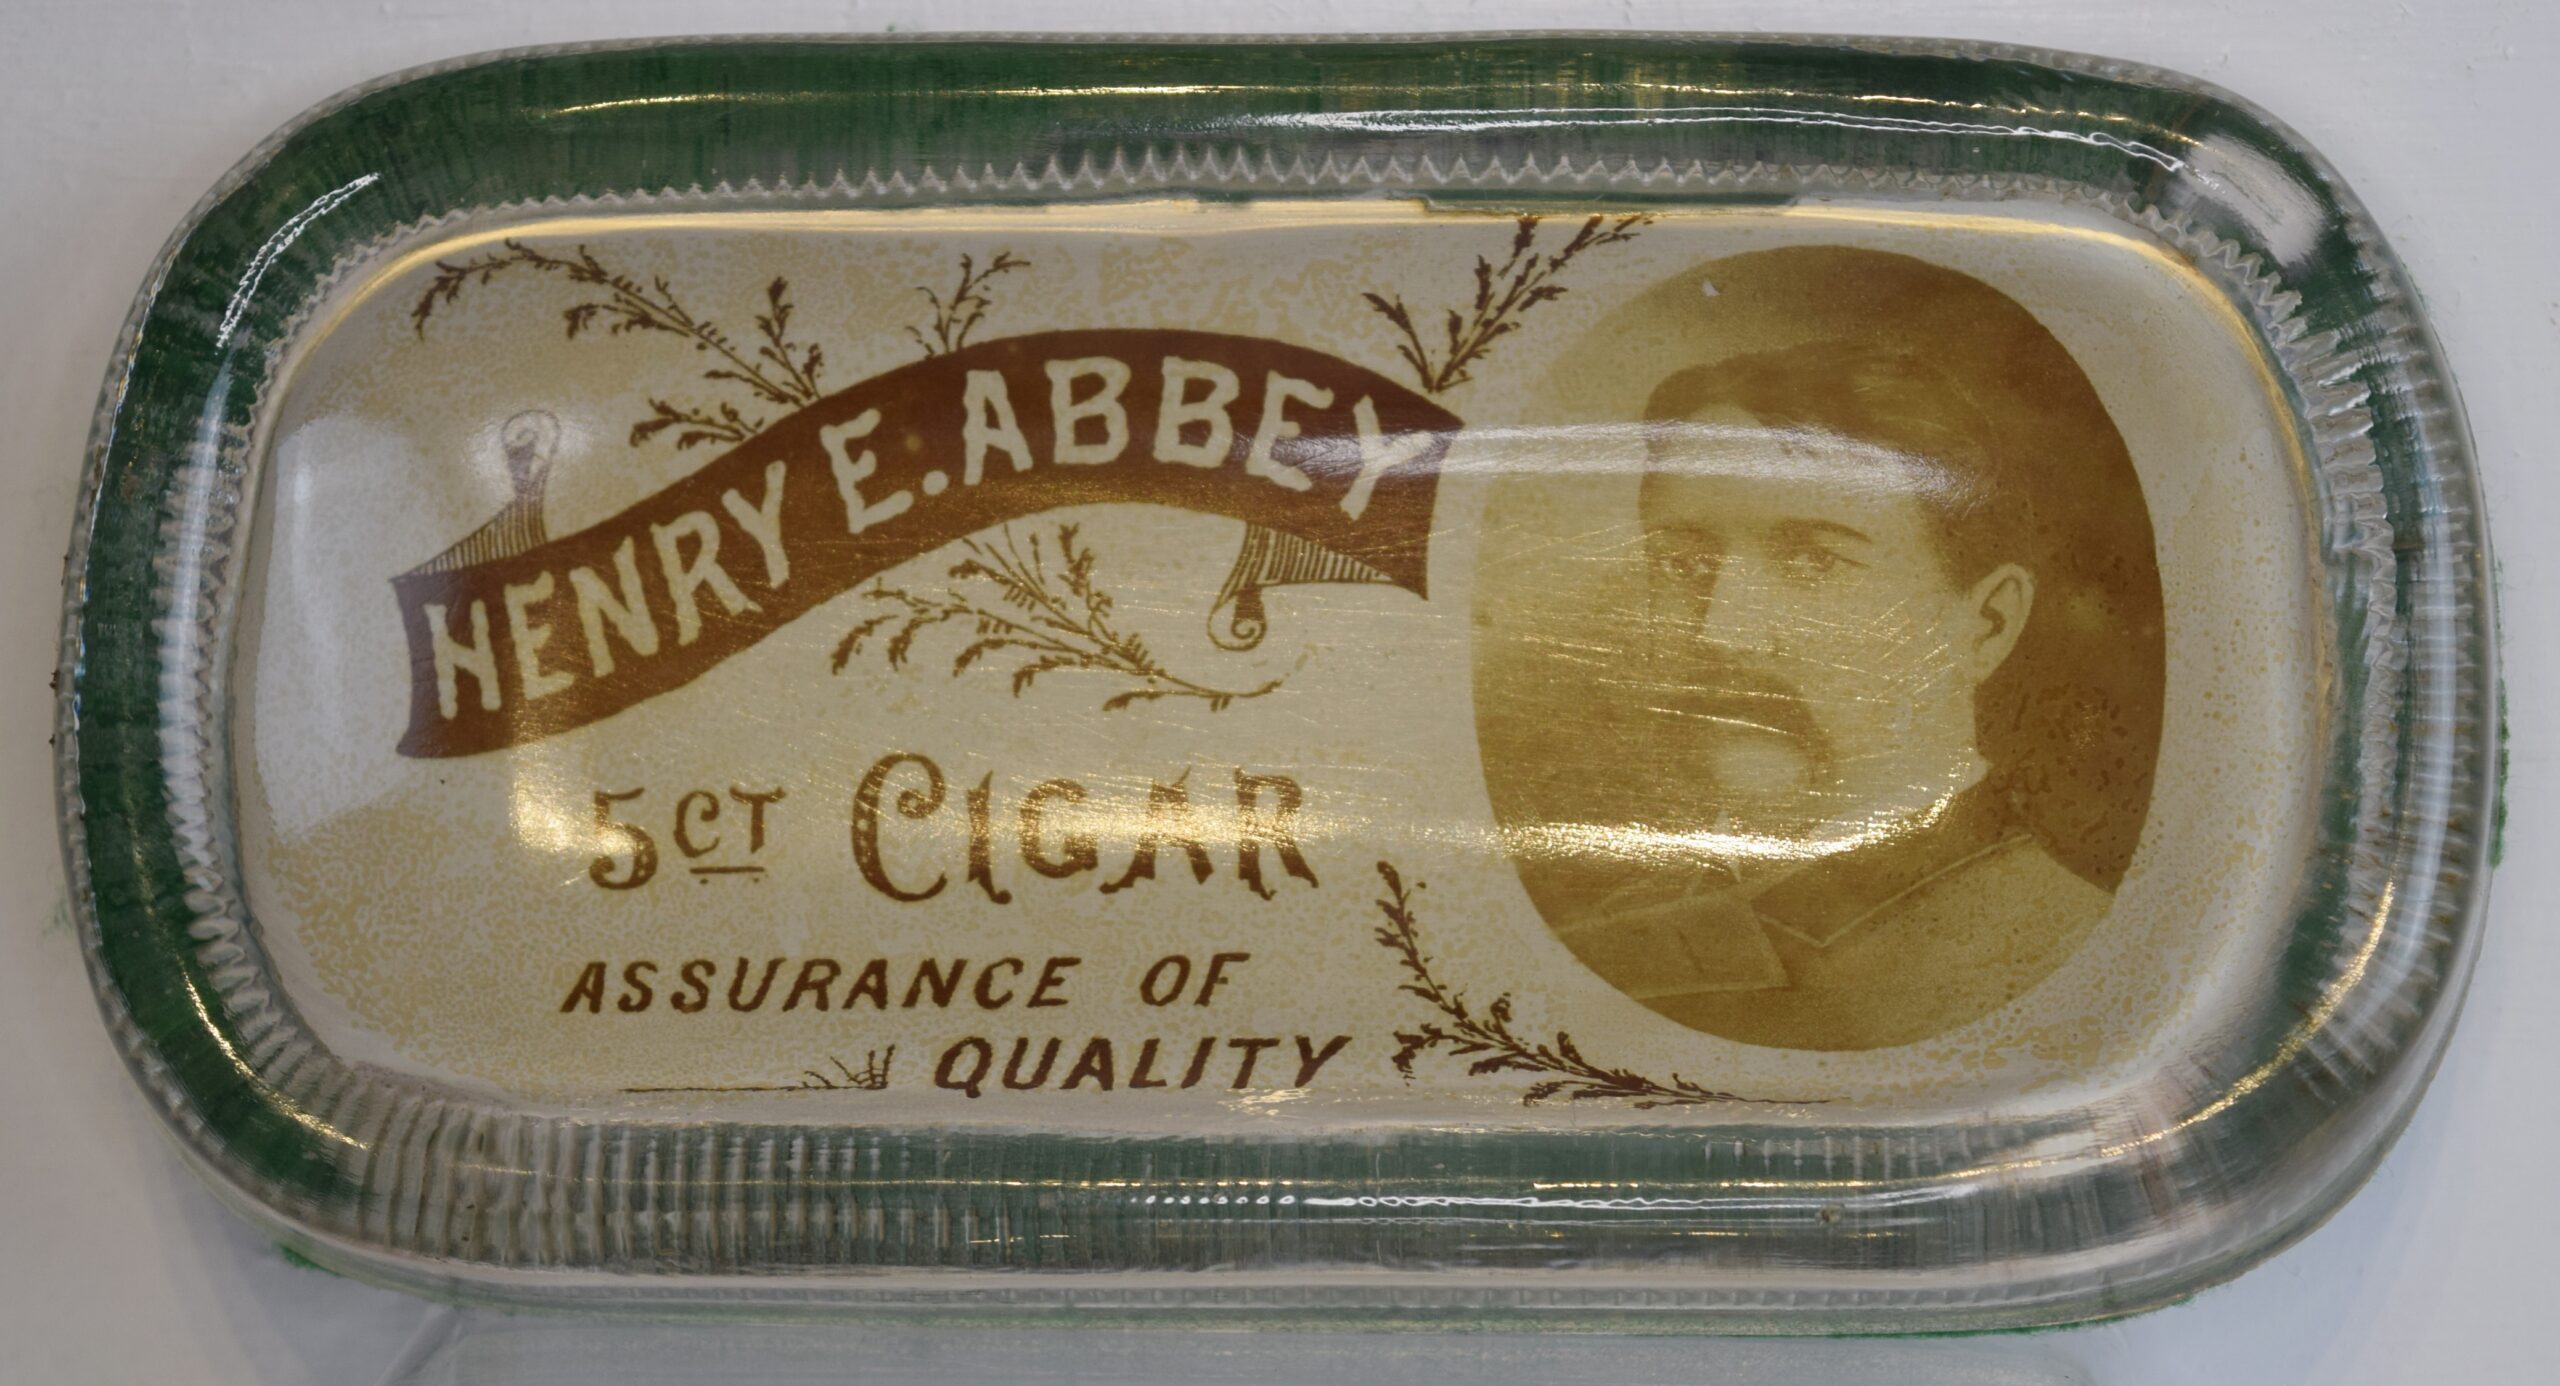 HENRY E. ABBEY
5CT CIGAR
ASSURANCE OF
QUALITY